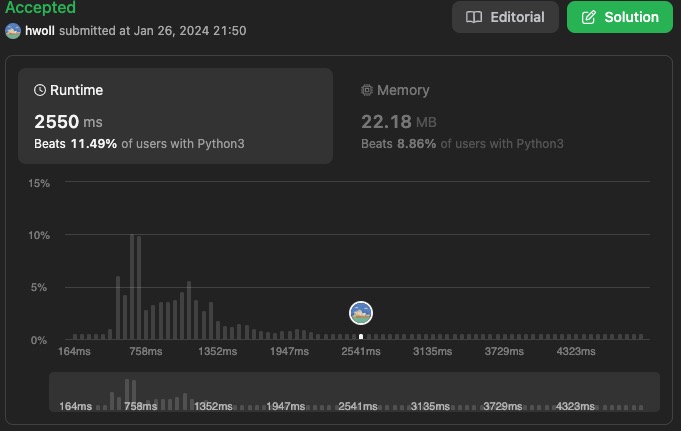 Accepted
Editorial
Solution
hwoll submitted at Jan 26, 2024 21:50
Runtime
Memory
2550 ms
22.18 MB
Beats 11.49% of users with Python3
Beats 8.86% of users with Python3
15%
10%
5%
0%
164ms 758ms 1352ms 1947ms 2541ms 3135ms 3729ms 4323ms
164ms 758ms 1352ms 1947ms 2541ms 3135ms 3729ms 4323ms